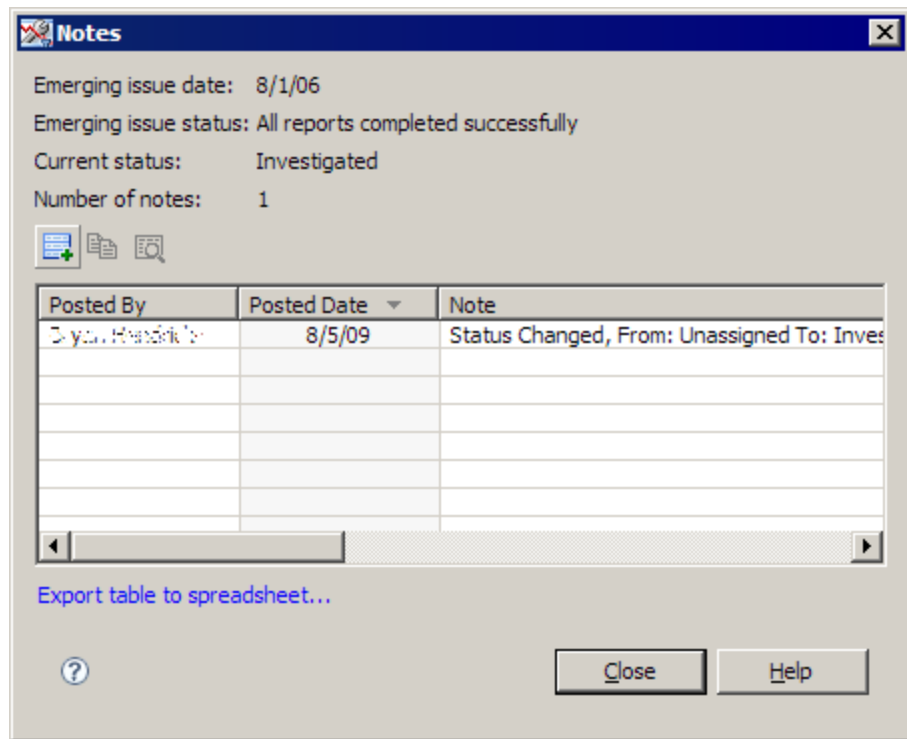 Notes
Emerging issue date: 8/1/06
Emerging issue status: All reports completed successfully
Current status: Investigated
Number of notes: 1
Posted By Posted Date Note
8/5/09 Status Changed, From: Unassigned To: Inves
Export table to spreadsheet...
? Close Help